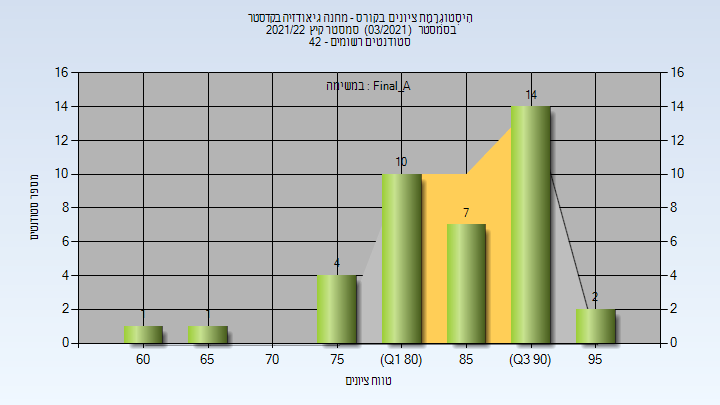 היסטוגרמת ציונים בקורס - מחנה גיאודזיה בקדסטר
בסמסטר (03/2021) סמסטר קיץ 2021/22
סטודנטים רשומים - 42
במשימה : Final_A
16 16
14 14
12 12
10 10
8 8
6 6
4 4
2 2
0 0
1 1 4 10 7 14 2
מספר סטודנטים
60 65 70 75 (Q1 80) 85 (Q3 90) 95
טווח ציונים